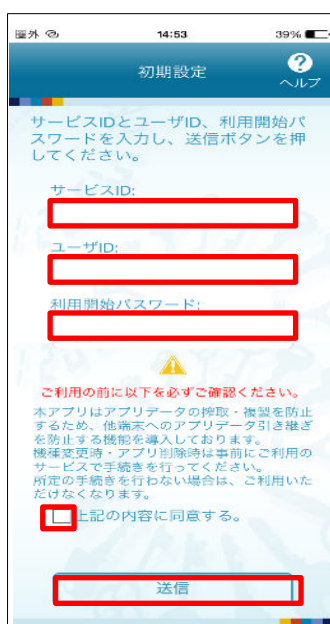 圏外 14:53 39%
初期設定
?
ヘルプ
サービスIDとユーザID、利用開始パ
スワードを入力し、送信ボタンを押
してください。
サービスID:
ユーザID:
利用開始パスワード:
ご利用の前に以下を必ずご確認ください。
本アプリはアプリデータの搾取・複製を防止
するため、他端末へのアプリデータ引き継ぎ
を防止する機能を導入しております。
機種変更時・アプリ削除時は事前にご利用の
サービスで手続きを行ってください。
所定の手続きを行わない場合は、ご利用いた
だけなくなります。
上記の内容に同意する。
送信